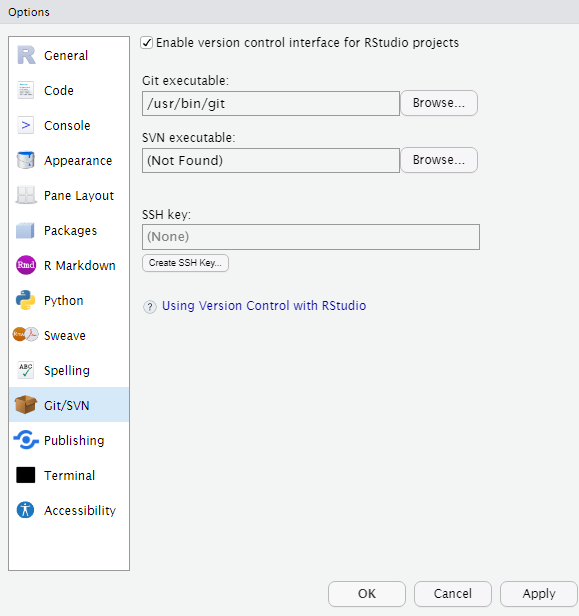 Options
General
Code
Console
Appearance
Pane Layout
Packages
Rmd R Markdown
Python
Sweave
ABC Spelling
Git/SVN
Publishing
Terminal
Accessibility
Enable version control interface for RStudio projects
Git executable:
/usr/bin/git Browse...
SVN executable:
(Not Found) Browse...
SSH key:
(None)
Create SSH Key...
? Using Version Control with RStudio
OK Cancel Apply